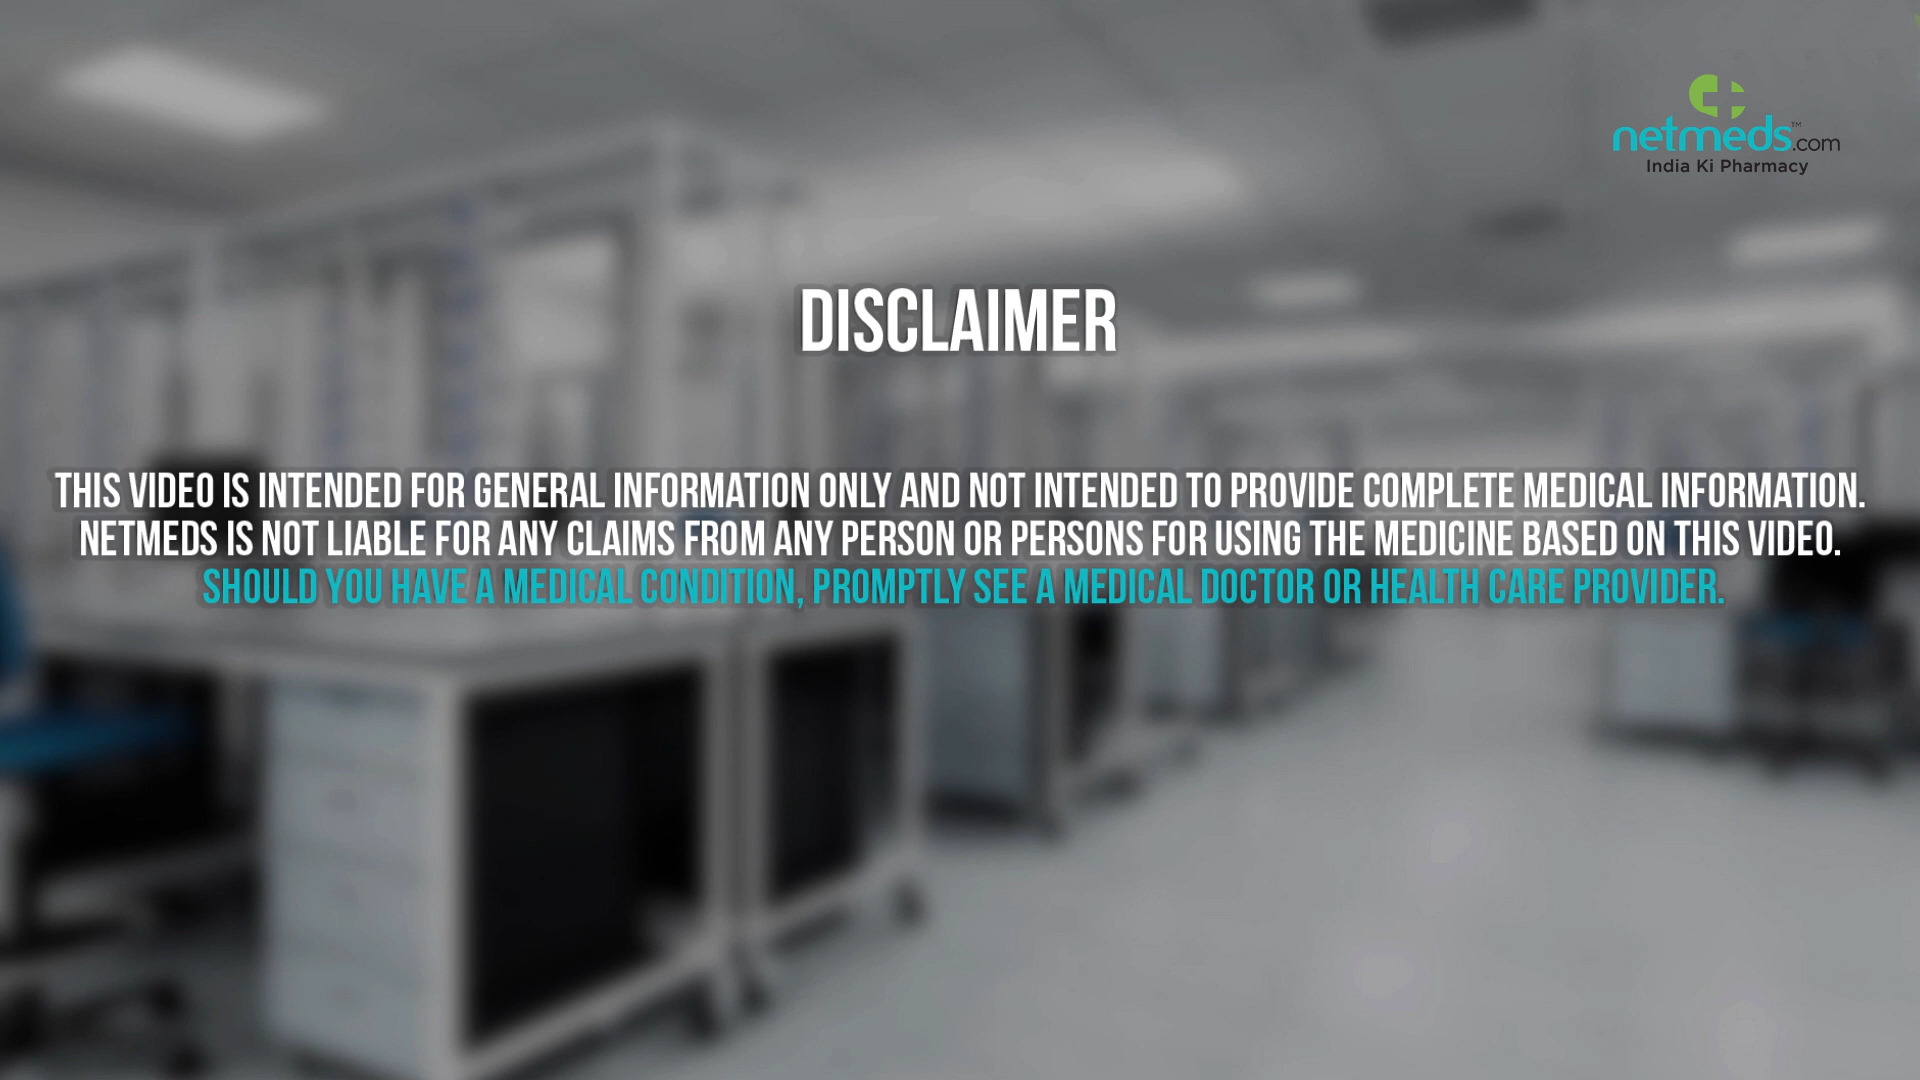 netmeds™.com
India Ki Pharmacy
DISCLAIMER
THIS VIDEO IS INTENDED FOR GENERAL INFORMATION ONLY AND NOT INTENDED TO PROVIDE COMPLETE MEDICAL INFORMATION.
NETMEDS IS NOT LIABLE FOR ANY CLAIMS FROM ANY PERSON OR PERSONS FOR USING THE MEDICINE BASED ON THIS VIDEO.
SHOULD YOU HAVE A MEDICAL CONDITION, PROMPTLY SEE A MEDICAL DOCTOR OR HEALTH CARE PROVIDER.